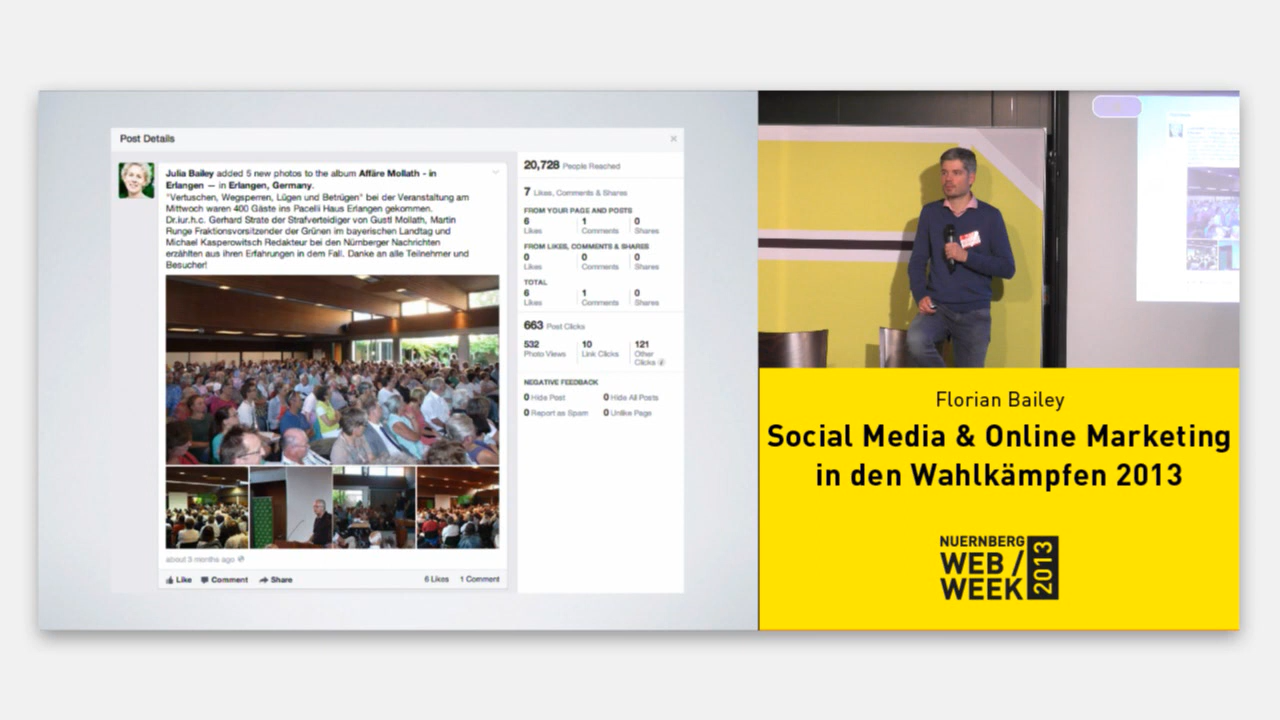 Post Details
Julia Bailey added 5 new photos to the album Affäre Mollath - in
Erlangen — in Erlangen, Germany.
"Vertuschen, Wegsperren, Lügen und Betrügen" bei der Veranstaltung am
Mittwoch waren 400 Gäste ins Pacelli Haus Erlangen gekommen.
Dr.iur.h.c. Gerhard Strate der Strafverteidiger von Gustl Mollath, Martin
Runge Fraktionsvorsitzender der Grünen im bayerischen Landtag und
Michael Kasperowitsch Redakteur bei den Nürnberger Nachrichten
erzählten aus ihren Erfahrungen in dem Fall. Danke an alle Teilnehmer und
Besucher!
about 3 months ago
Like Comment Share
6 Likes 1 Comment
20,728 People Reached
7 Likes, Comments & Shares
FROM YOUR PAGE AND POSTS
6 1 0
Likes Comments Shares
FROM LIKES, COMMENTS & SHARES
0 0 0
Likes Comments Shares
TOTAL
6 1 0
Likes Comments Shares
663 Post Clicks
532 10 121
Photo Views Link Clicks Other
Clicks
NEGATIVE FEEDBACK
0 Hide Post 0 Hide All Posts
0 Report as Spam 0 Unlike Page
Florian Bailey
Social Media & Online Marketing
in den Wahlkämpfen 2013
NUERNBERG
WEB/
WEEK
2013